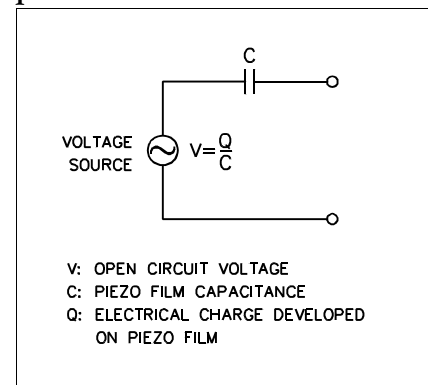 C
VOLTAGE
SOURCE
V=Q/C
V: OPEN CIRCUIT VOLTAGE
C: PIEZO FILM CAPACITANCE
Q: ELECTRICAL CHARGE DEVELOPED
ON PIEZO FILM